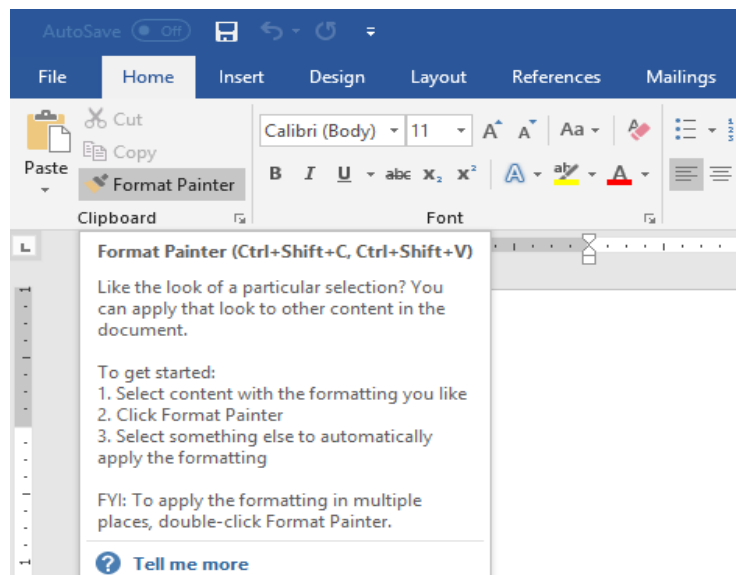 AutoSave Off
File Home Insert Design Layout References Mailings
Cut
Copy
Paste
Format Painter
Calibri (Body) 11 A A Aa
B I U abc X₂ X² A aby A
Clipboard Font
L
Format Painter (Ctrl+Shift+C, Ctrl+Shift+V)
Like the look of a particular selection? You
can apply that look to other content in the
document.
To get started:
1. Select content with the formatting you like
2. Click Format Painter
3. Select something else to automatically
apply the formatting
FYI: To apply the formatting in multiple
places, double-click Format Painter.
? Tell me more
1
1